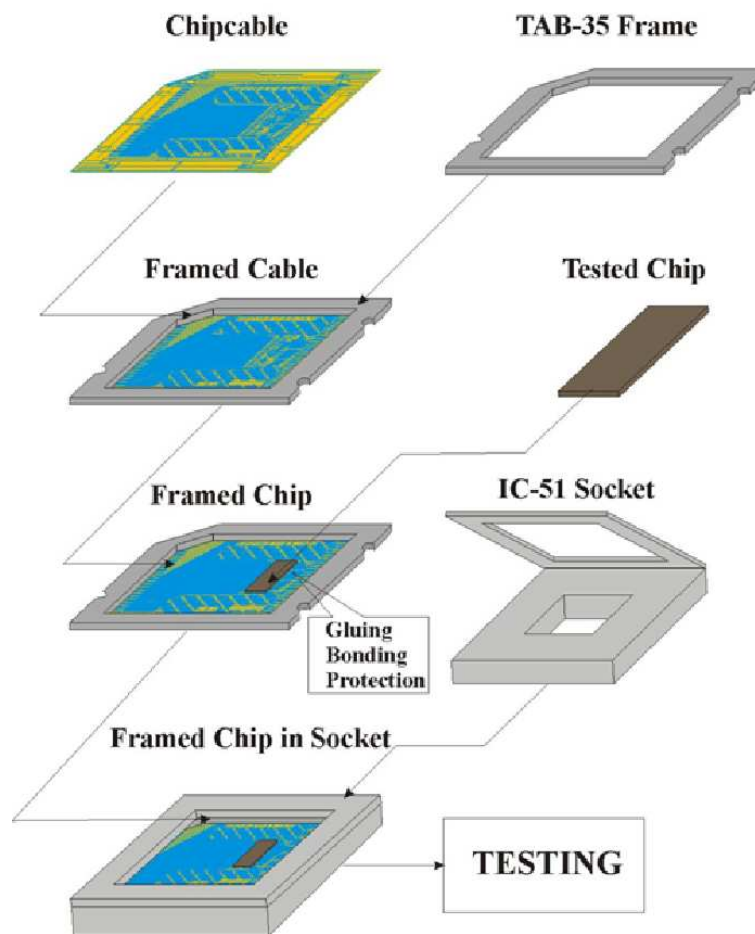 Chipcable
TAB-35 Frame
Framed Cable
Tested Chip
Framed Chip
IC-51 Socket
Gluing
Bonding
Protection
Framed Chip in Socket
TESTING